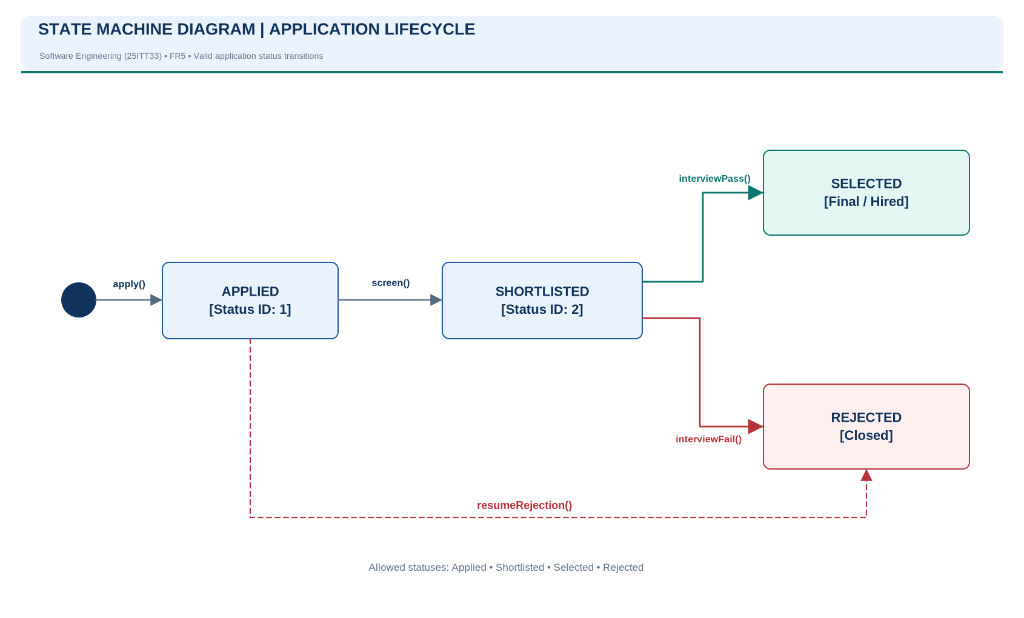 STATE MACHINE DIAGRAM | APPLICATION LIFECYCLE
Software Engineering (25ITT33) • FR5 • Valid application status transitions
interviewPass()
SELECTED
[Final / Hired]
apply()
APPLIED
[Status ID: 1]
screen()
SHORTLISTED
[Status ID: 2]
interviewFail()
REJECTED
[Closed]
resumeRejection()
Allowed statuses: Applied • Shortlisted • Selected • Rejected